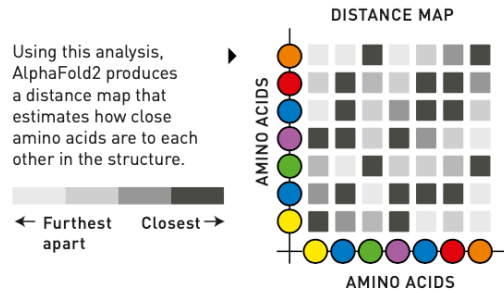 DISTANCE MAP
Using this analysis,
AlphaFold2 produces
a distance map that
estimates how close
amino acids are to each
other in the structure.
← Furthest apart
Closest →
AMINO ACIDS
AMINO ACIDS